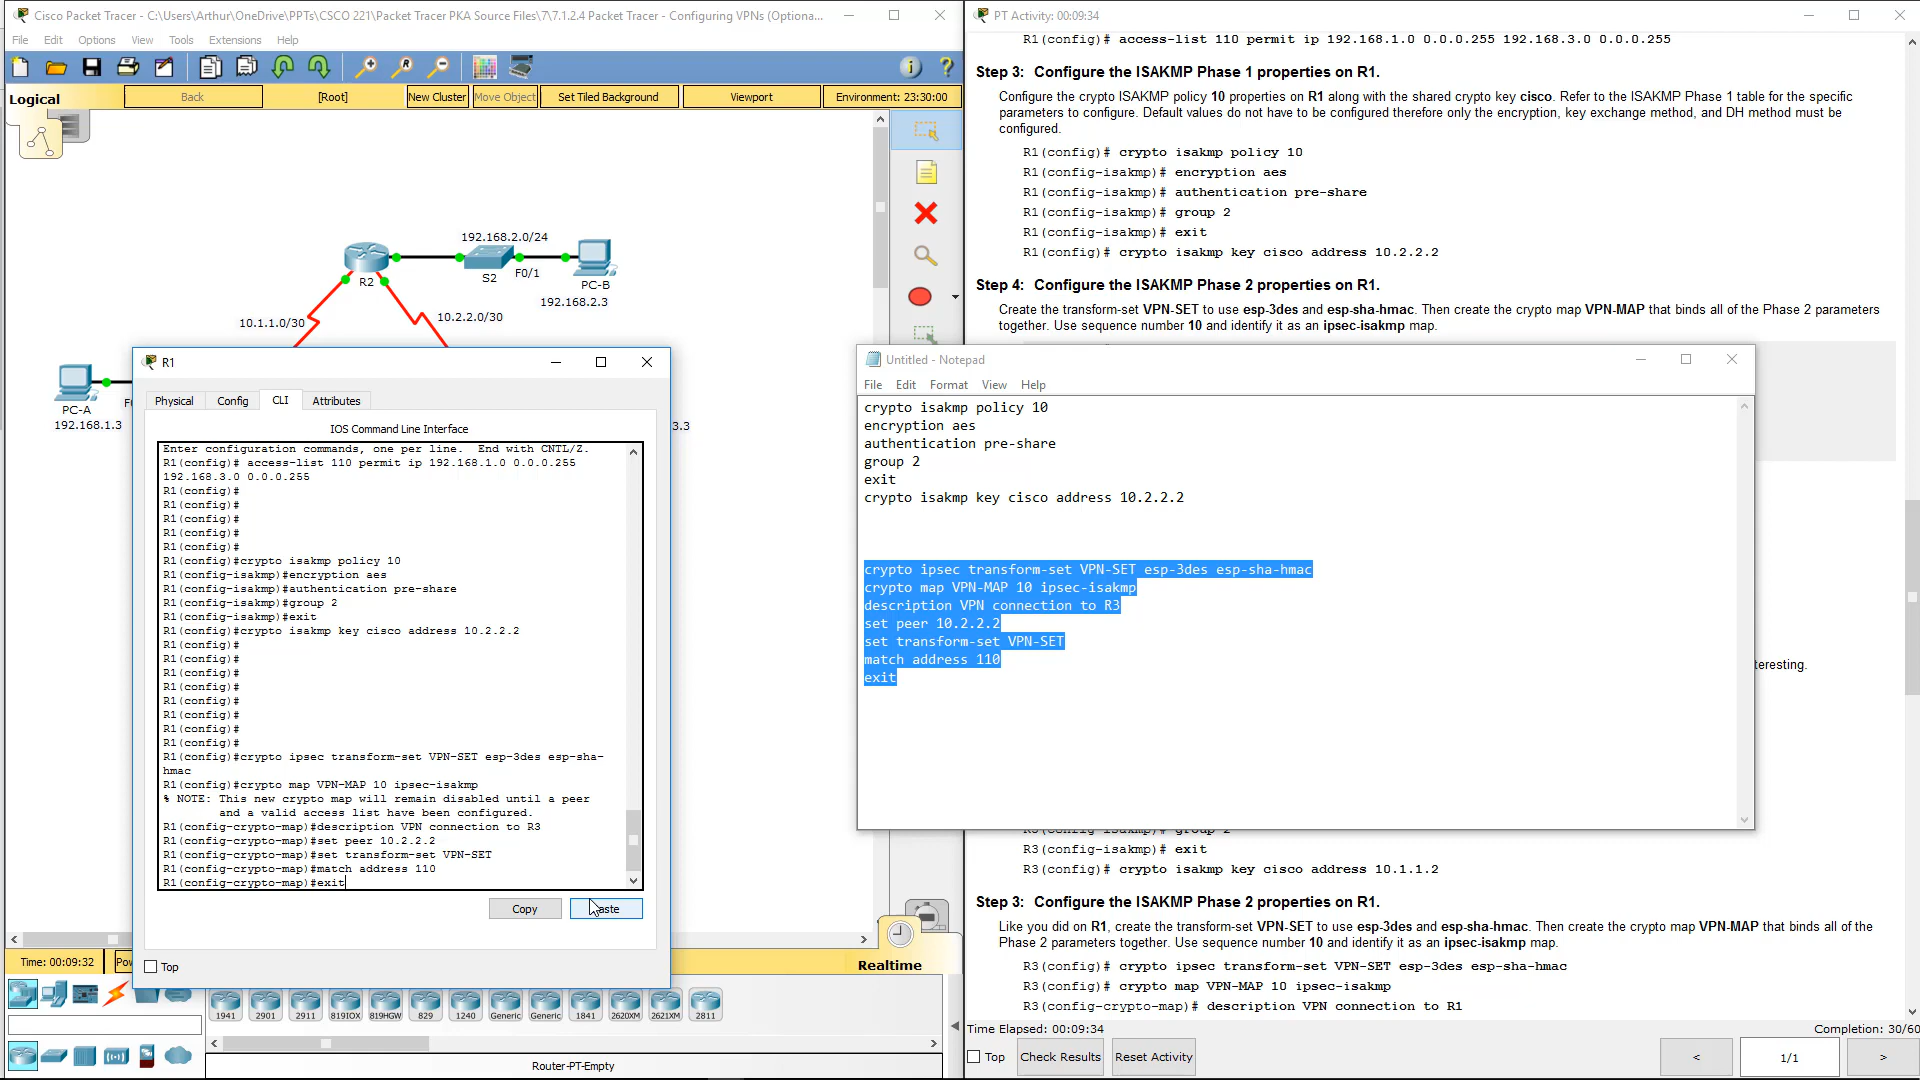 Cisco Packet Tracer - C:\Users\Arthur\OneDrive\PPTs\CSCO 221\Packet Tracer PKA Source Files\7\7.1.2.4 Packet Tracer - Configuring VPNs (Optiona...
File Edit Options View Tools Extensions Help
Logical
Back
[Root]
New Cluster
Move Object
Set Tiled Background
Viewport
Environment: 23:30:00
192.168.2.0/24
R2
S2
F0/1
PC-B
192.168.2.3
10.1.1.0/30
10.2.2.0/30
PC-A
192.168.1.3
3.3
R1
Physical
Config
CLI
Attributes
IOS Command Line Interface
Enter configuration commands, one per line.  End with CNTL/Z.
R1(config)# access-list 110 permit ip 192.168.1.0 0.0.0.255
192.168.3.0 0.0.0.255
R1(config)#
R1(config)#
R1(config)#
R1(config)#
R1(config)#
R1(config)#crypto isakmp policy 10
R1(config-isakmp)#encryption aes
R1(config-isakmp)#authentication pre-share
R1(config-isakmp)#group 2
R1(config-isakmp)#exit
R1(config)#crypto isakmp key cisco address 10.2.2.2
R1(config)#
R1(config)#
R1(config)#
R1(config)#
R1(config)#
R1(config)#
R1(config)#
R1(config)#
R1(config)#crypto ipsec transform-set VPN-SET esp-3des esp-sha-
hmac
R1(config)#crypto map VPN-MAP 10 ipsec-isakmp
% NOTE: This new crypto map will remain disabled until a peer
and a valid access list have been configured.
R1(config-crypto-map)#description VPN connection to R3
R1(config-crypto-map)#set peer 10.2.2.2
R1(config-crypto-map)#set transform-set VPN-SET
R1(config-crypto-map)#match address 110
R1(config-crypto-map)#exit
Copy
Top
Time: 00:09:32
Realtime
1941
2901
2911
819IOX
819HGW
829
1240
Generic
Generic
1841
2620XM
2621XM
2811
Router-PT-Empty
PT Activity: 00:09:34
R1(config)# access-list 110 permit ip 192.168.1.0 0.0.0.255 192.168.3.0 0.0.0.255
Step 3: Configure the ISAKMP Phase 1 properties on R1.
Configure the crypto ISAKMP policy 10 properties on R1 along with the shared crypto key cisco. Refer to the ISAKMP Phase 1 table for the specific
parameters to configure. Default values do not have to be configured therefore only the encryption, key exchange method, and DH method must be
configured.
R1(config)# crypto isakmp policy 10
R1(config-isakmp)# encryption aes
R1(config-isakmp)# authentication pre-share
R1(config-isakmp)# group 2
R1(config-isakmp)# exit
R1(config)# crypto isakmp key cisco address 10.2.2.2
Step 4: Configure the ISAKMP Phase 2 properties on R1.
Create the transform-set VPN-SET to use esp-3des and esp-sha-hmac. Then create the crypto map VPN-MAP that binds all of the Phase 2 parameters
together. Use sequence number 10 and identify it as an ipsec-isakmp map.
Untitled - Notepad
File Edit Format View Help
crypto isakmp policy 10
encryption aes
authentication pre-share
group 2
exit
crypto isakmp key cisco address 10.2.2.2
crypto ipsec transform-set VPN-SET esp-3des esp-sha-hmac
crypto map VPN-MAP 10 ipsec-isakmp
description VPN connection to R3
set peer 10.2.2.2
set transform-set VPN-SET
match address 110
exit
teresting.
R3(config-isakmp)# group 2
R3(config-isakmp)# exit
R3(config)# crypto isakmp key cisco address 10.1.1.2
Step 3: Configure the ISAKMP Phase 2 properties on R1.
Like you did on R1, create the transform-set VPN-SET to use esp-3des and esp-sha-hmac. Then create the crypto map VPN-MAP that binds all of the
Phase 2 parameters together. Use sequence number 10 and identify it as an ipsec-isakmp map.
R3(config)# crypto ipsec transform-set VPN-SET esp-3des esp-sha-hmac
R3(config)# crypto map VPN-MAP 10 ipsec-isakmp
R3(config-crypto-map)# description VPN connection to R1
Time Elapsed: 00:09:34
Completion: 30/60
Top
Check Results
Reset Activity
<
1/1
>